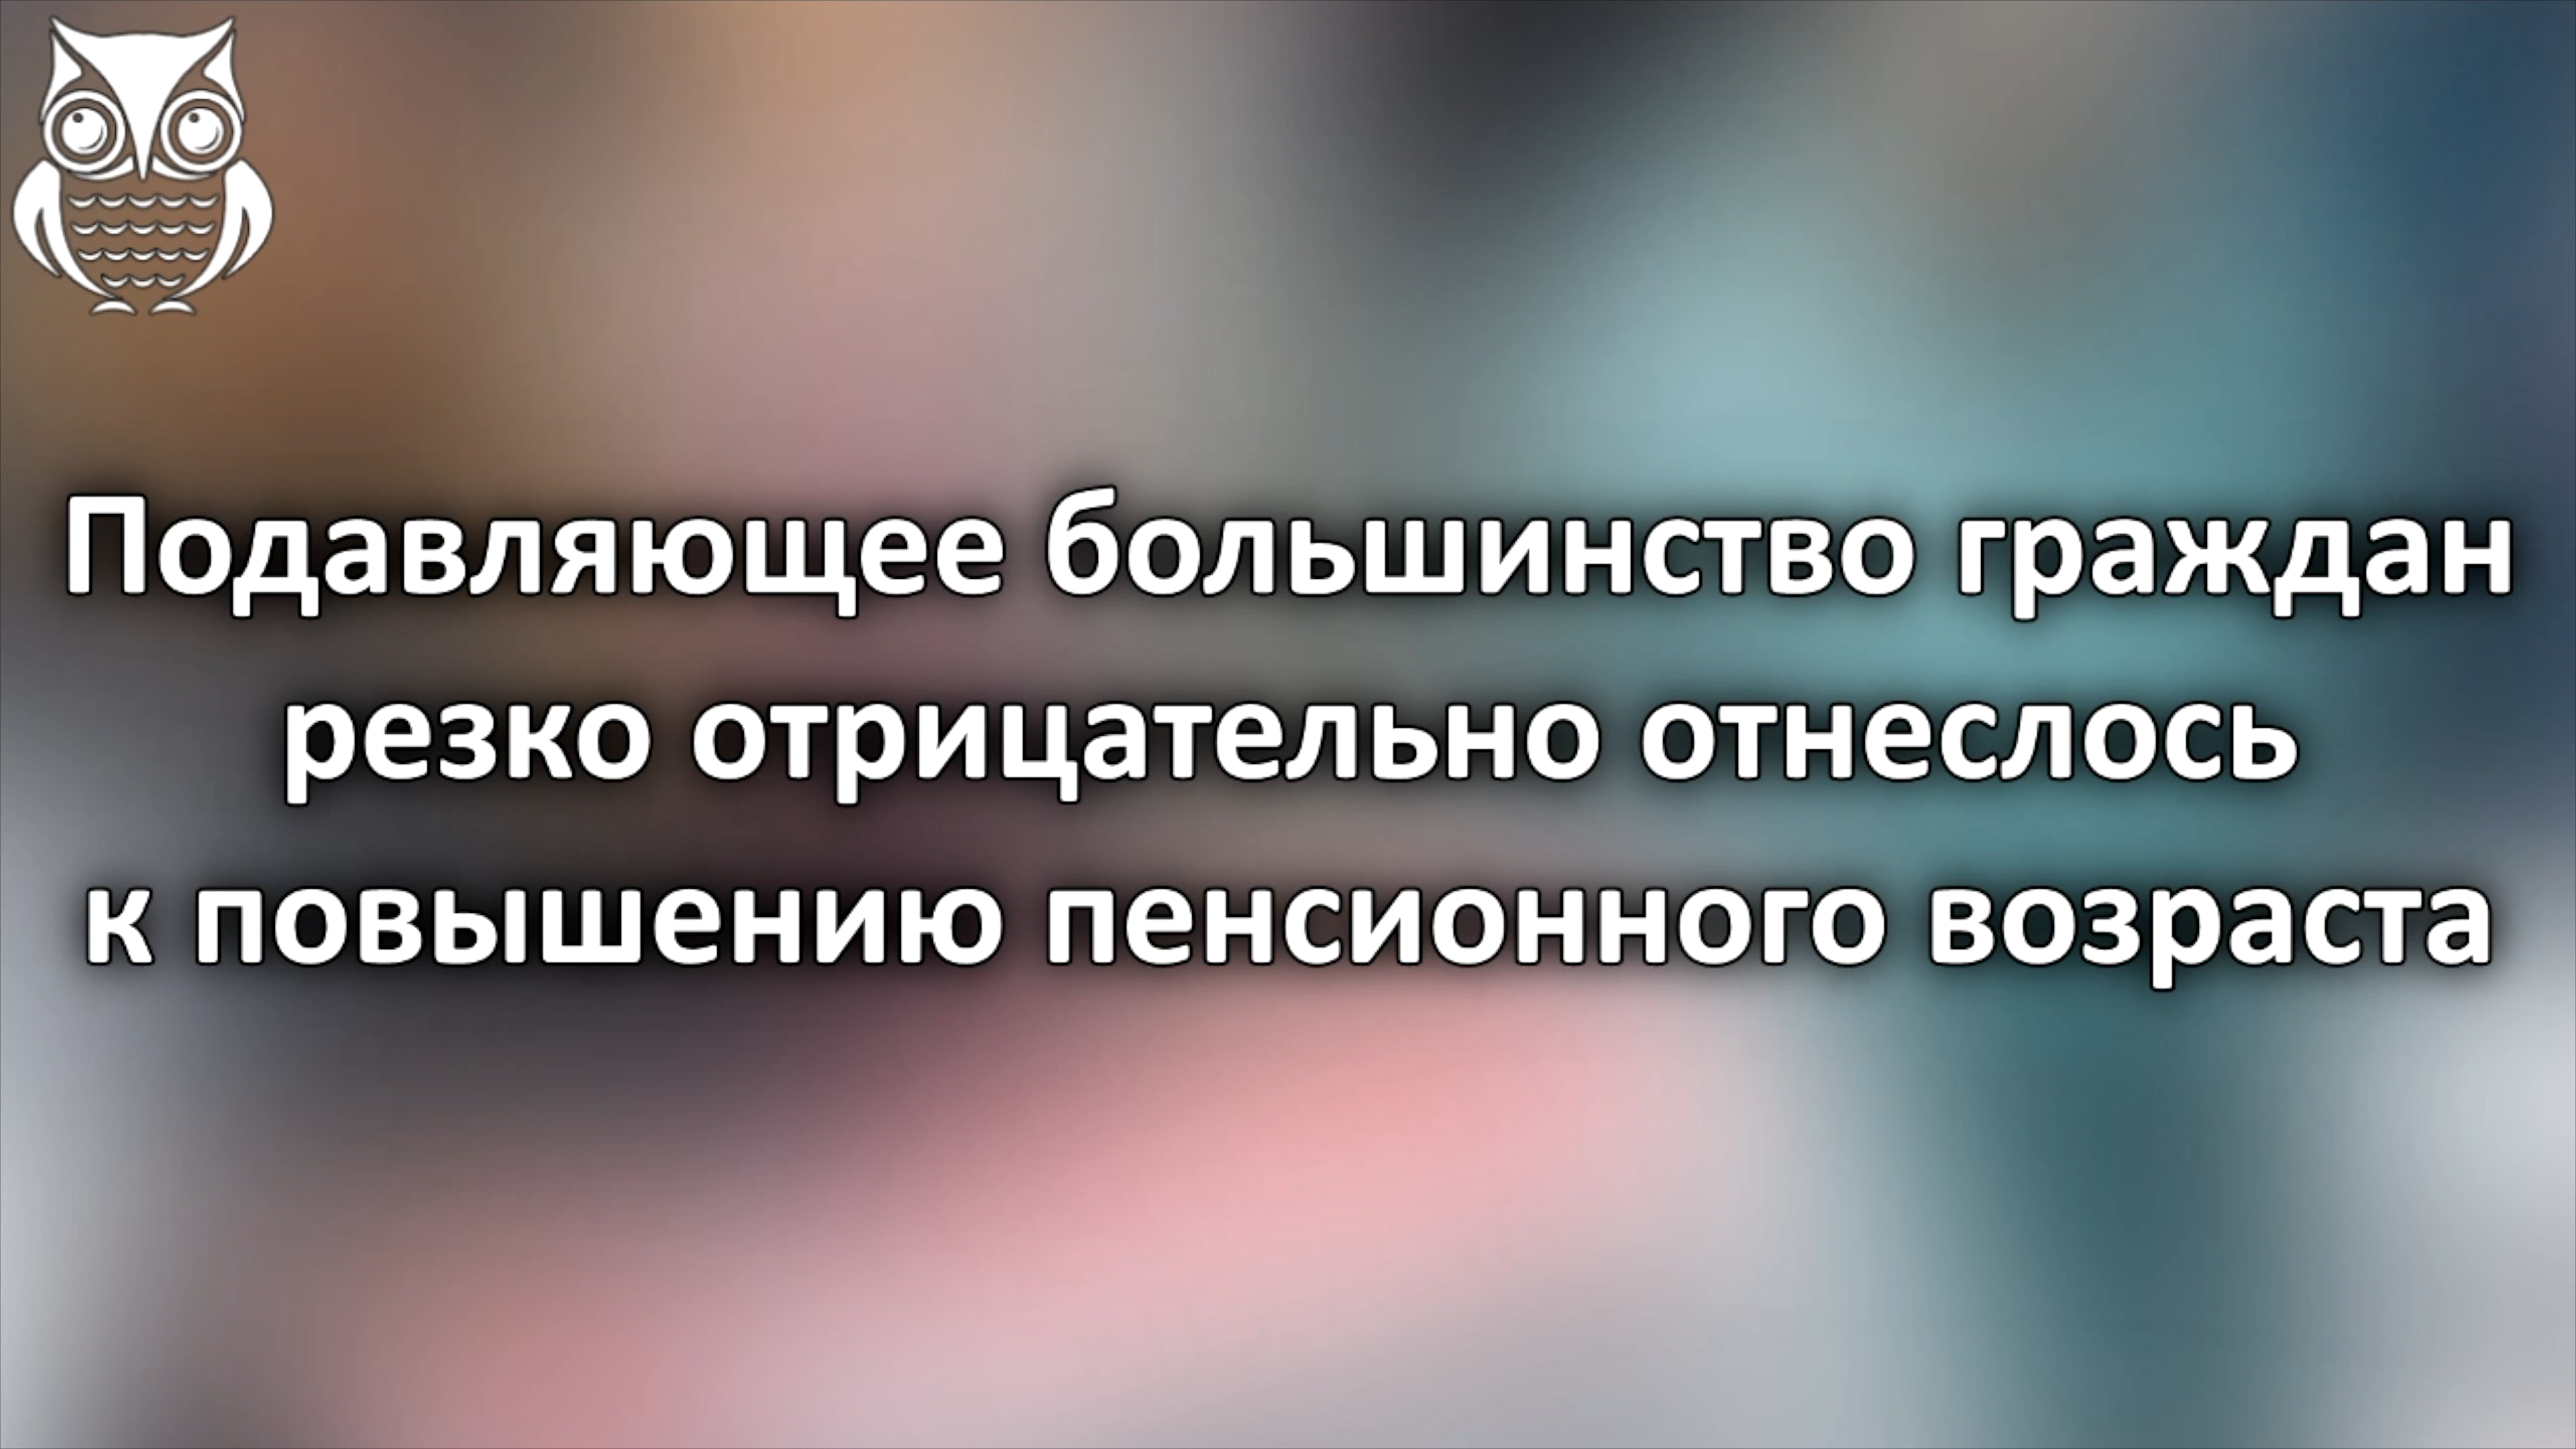 Подавляющее большинство граждан
резко отрицательно отнеслось
к повышению пенсионного возраста